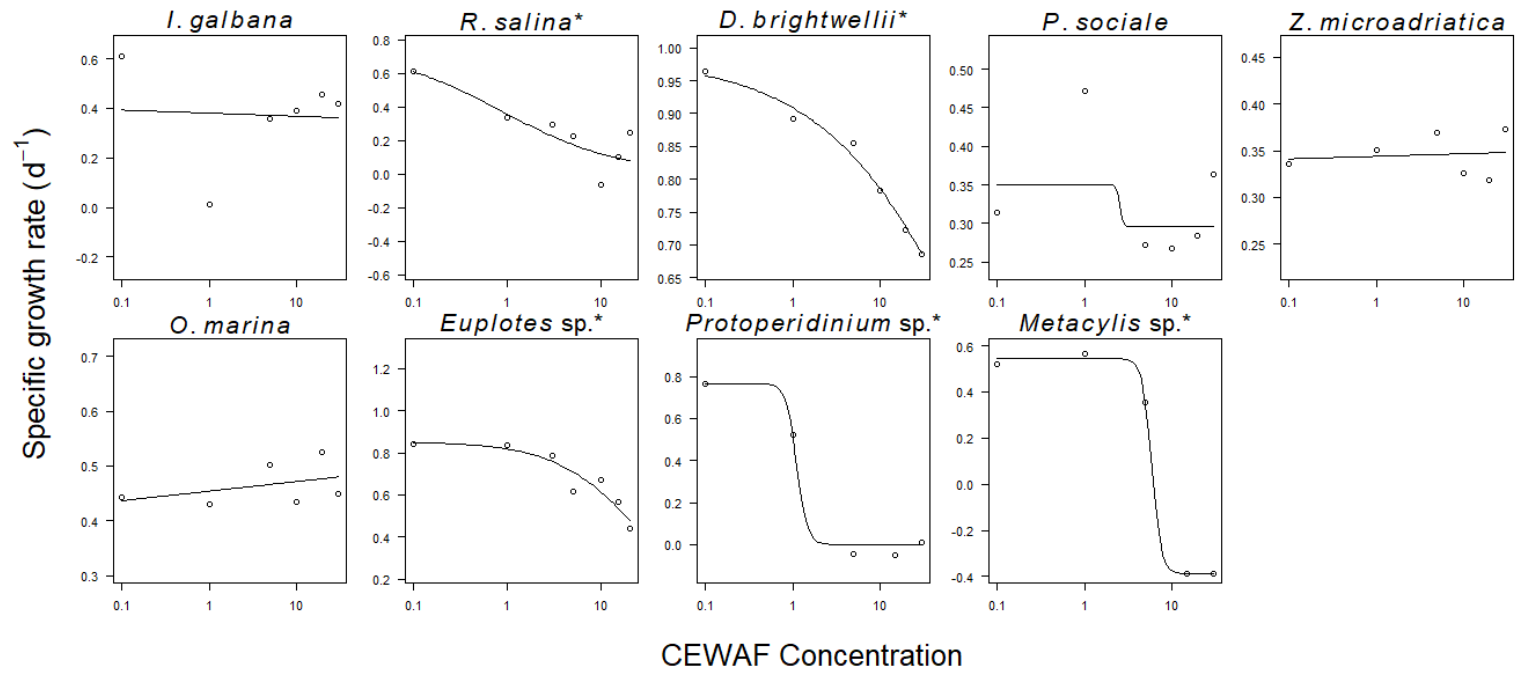 I. galbana
R. salina*
D. brightwellii*
P. sociale
Z. microadriatica
0.6
0.4
0.2
0.0
-0.2
0.1 1 10
0.8
0.6
0.4
0.2
0.0
-0.2
-0.4
-0.6
0.1 1 10
1.00
0.95
0.90
0.85
0.80
0.75
0.70
0.65
0.1 1 10
0.50
0.45
0.40
0.35
0.30
0.25
0.1 1 10
0.45
0.40
0.35
0.30
0.25
0.1 1 10
Specific growth rate (d⁻¹)
O. marina
Euplotes sp.*
Protoperidinium sp.*
Metacylis sp.*
0.7
0.6
0.5
0.4
0.3
0.1 1 10
1.2
1.0
0.8
0.6
0.4
0.2
0.1 1 10
0.8
0.6
0.4
0.2
0.0
0.1 1 10
0.6
0.4
0.2
0.0
-0.2
-0.4
0.1 1 10
CEWAF Concentration